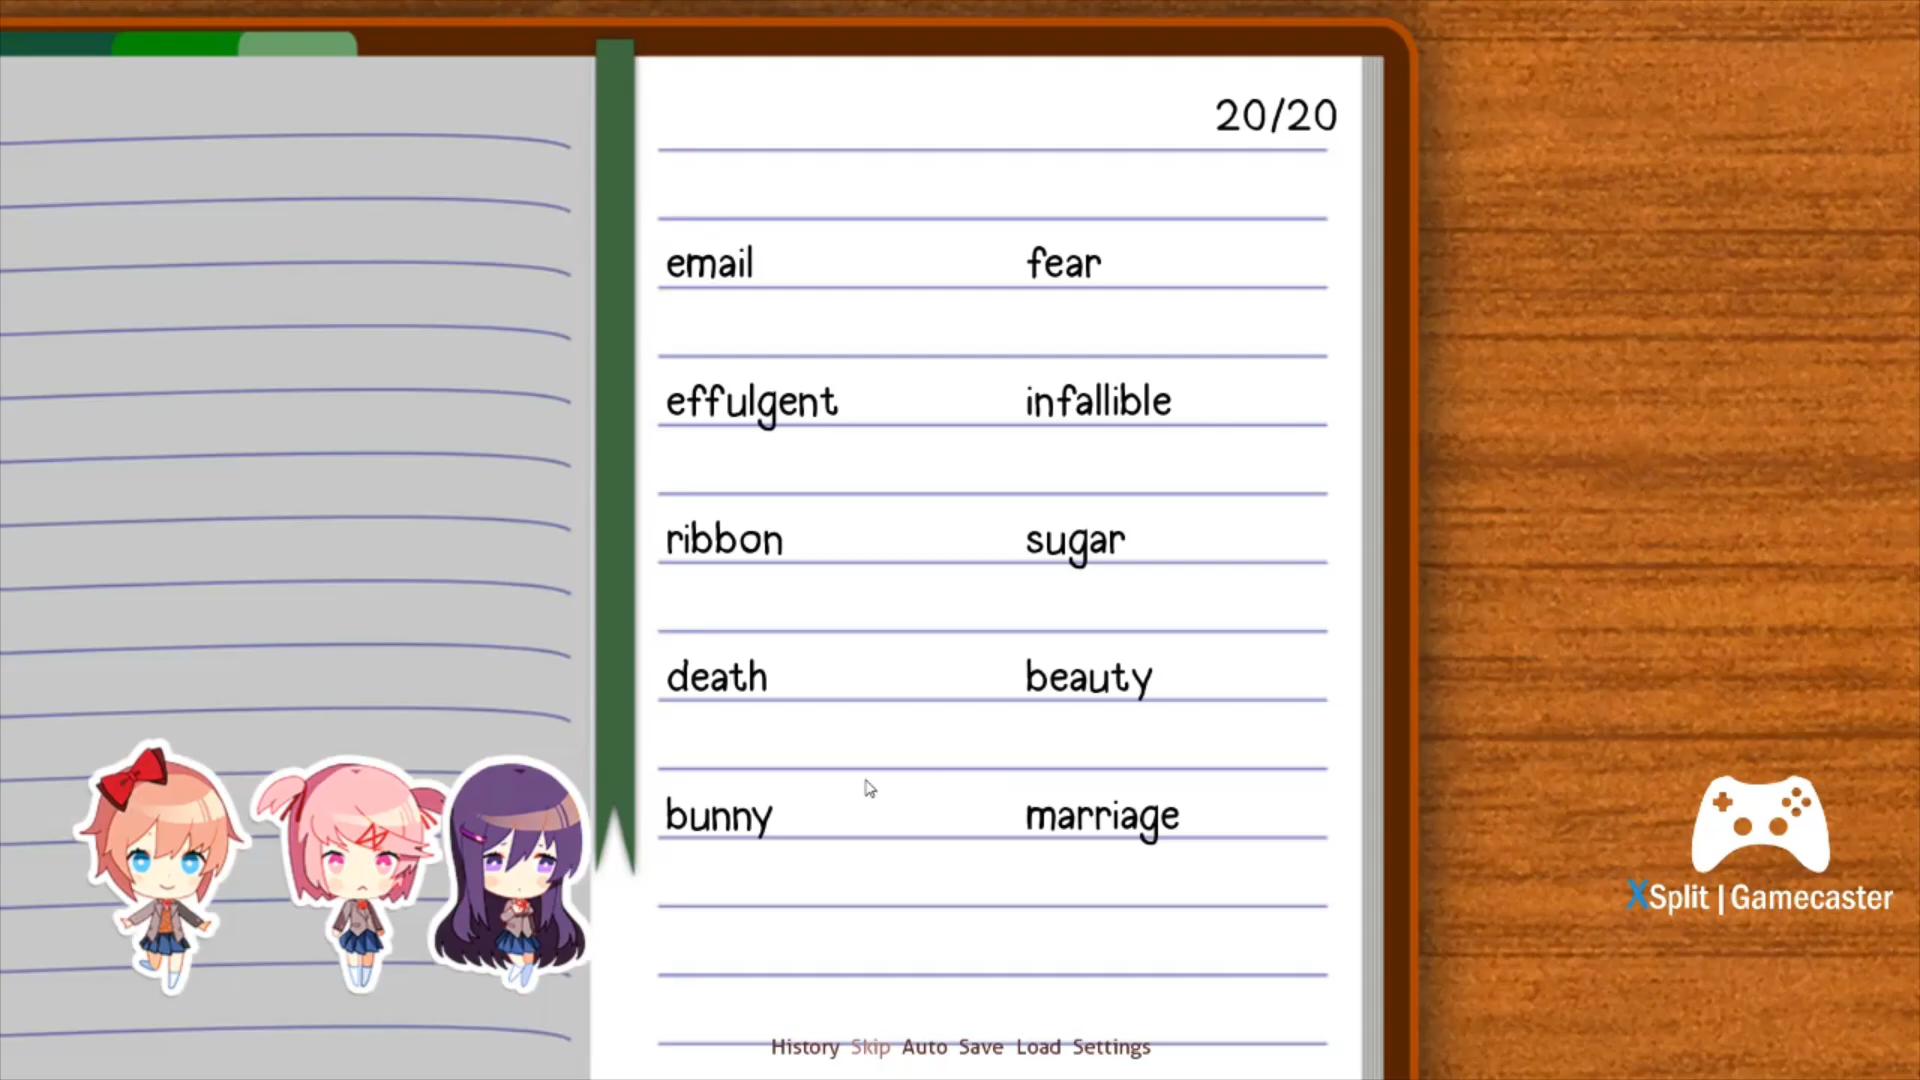 20/20
email fear
effulgent infallible
ribbon sugar
death beauty
bunny marriage
XSplit | Gamecaster
History Skip Auto Save Load Settings